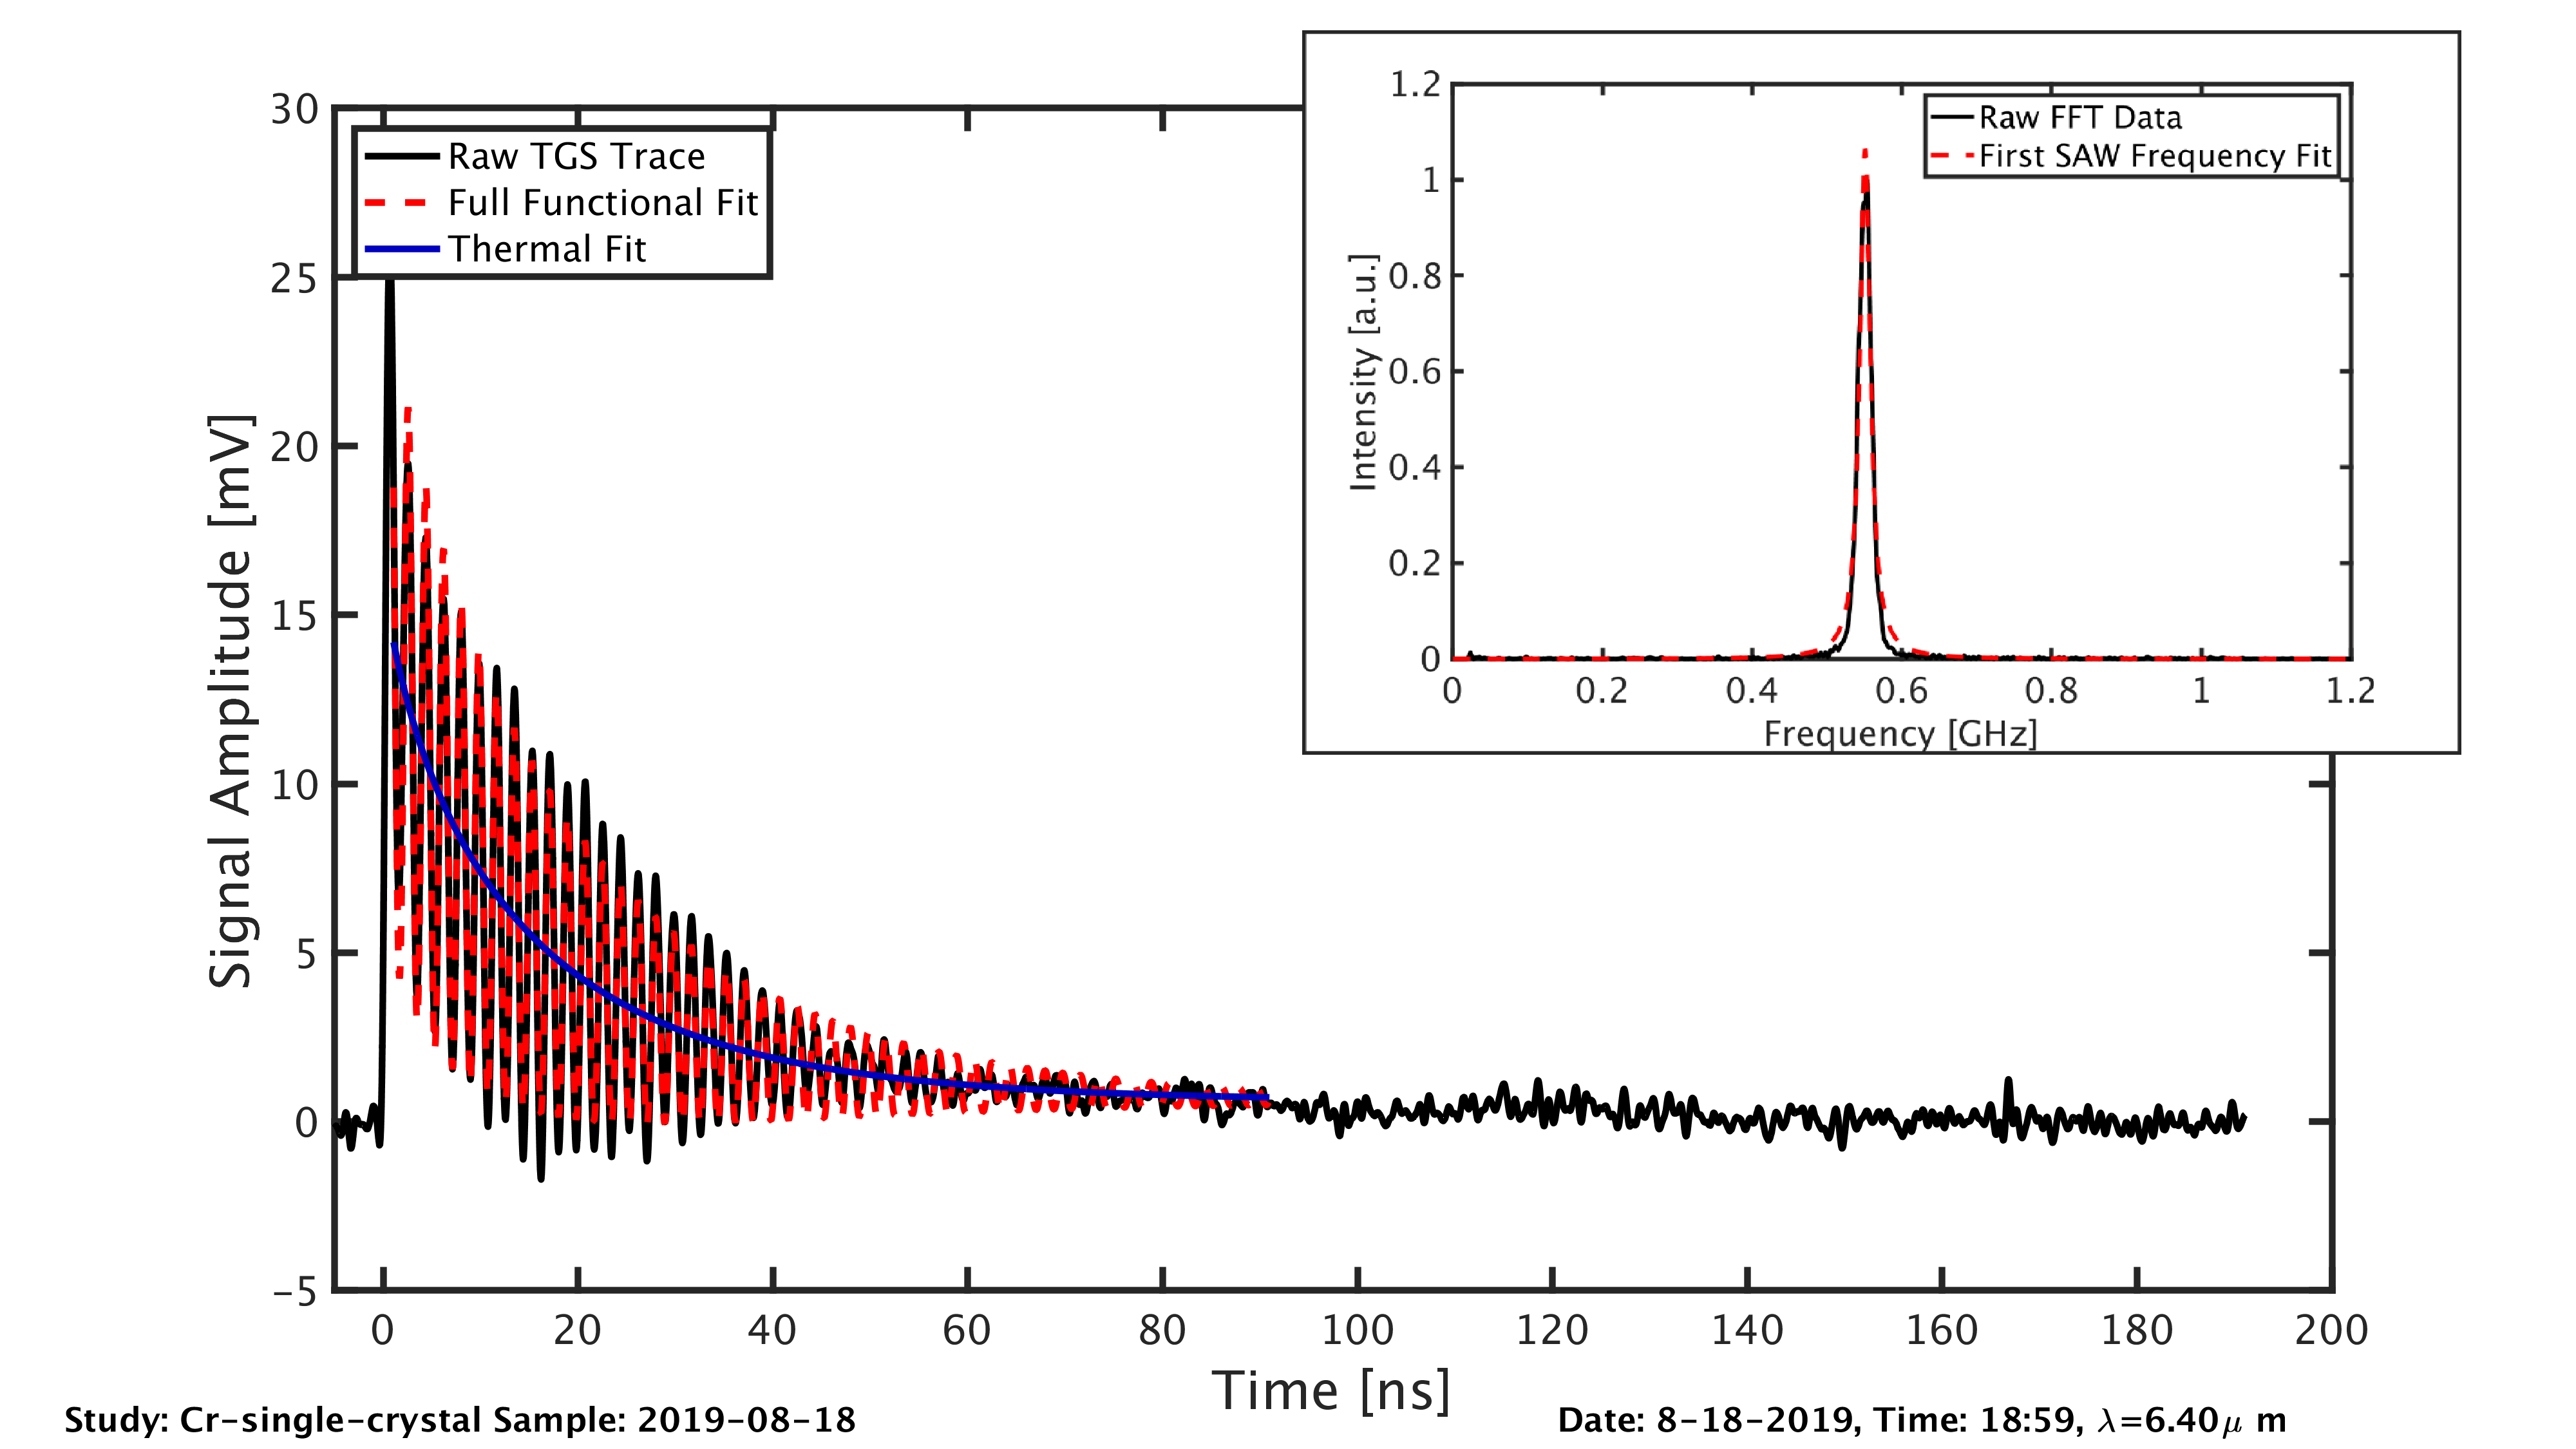 1.2
1
0.8
0.6
0.4
0.2
0
Intensity [a.u.]
Raw FFT Data
First SAW Frequency Fit
0 0.2 0.4 0.6 0.8 1 1.2
Frequency [GHz]
30
25
20
15
10
5
0
−5
Signal Amplitude [mV]
Raw TGS Trace
Full Functional Fit
Thermal Fit
0 20 40 60 80 100 120 140 160 180 200
Time [ns]
Study: Cr-single-crystal Sample: 2019-08-18
Date: 8-18-2019, Time: 18:59, λ=6.40μ m